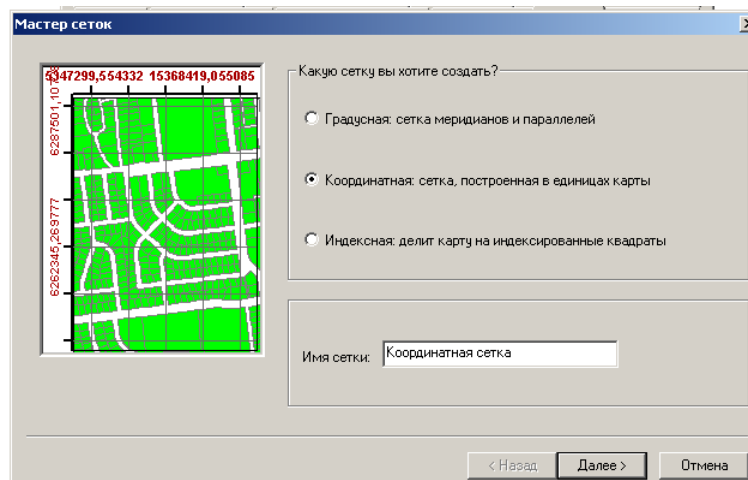 Мастер сеток
5347299,554332 15368419,055085
6287501,10
6262345,269777
Какую сетку вы хотите создать?
Градусная: сетка меридианов и параллелей
Координатная: сетка, построенная в единицах карты
Индексная: делит карту на индексированные квадраты
Имя сетки: Координатная сетка
< Назад Далее > Отмена